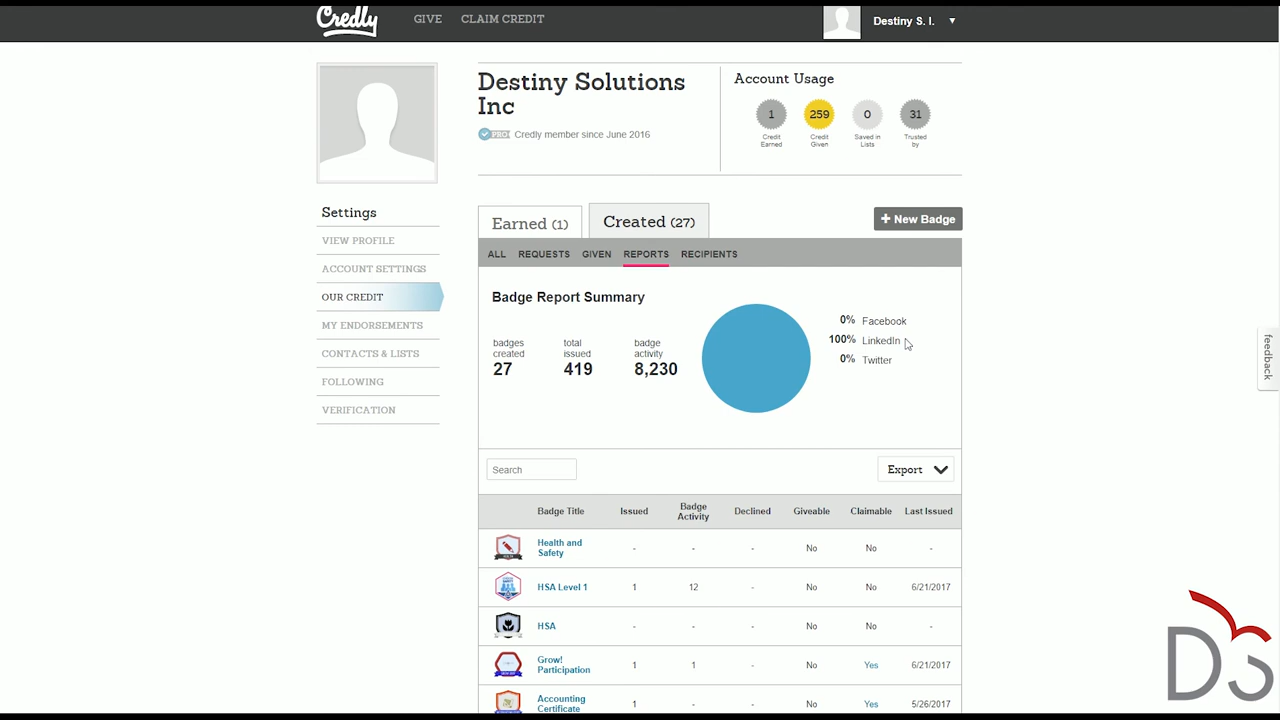 Credly GIVE CLAIM CREDIT Destiny S. I. ▼
Destiny Solutions
Inc
PRO Credly member since June 2016
Account Usage
1 259 0 31
Credit Earned
Credit Given
Saved in Lists
Trusted by
Settings
VIEW PROFILE
ACCOUNT SETTINGS
OUR CREDIT
MY ENDORSEMENTS
CONTACTS & LISTS
FOLLOWING
VERIFICATION
Earned (1) Created (27) + New Badge
ALL REQUESTS GIVEN REPORTS RECIPIENTS
Badge Report Summary
badges created 27
total issued 419
badge activity 8,230
0% Facebook
100% LinkedIn
0% Twitter
feedback
Search Export
Badge Title Issued Badge Activity Declined Giveable Claimable Last Issued
Health and Safety - - - No No -
HSA Level 1 1 12 - No No 6/21/2017
HSA - - - No No -
Grow! Participation 1 1 - No Yes 6/21/2017
Accounting Certificate 1 - - No Yes 5/26/2017
DS